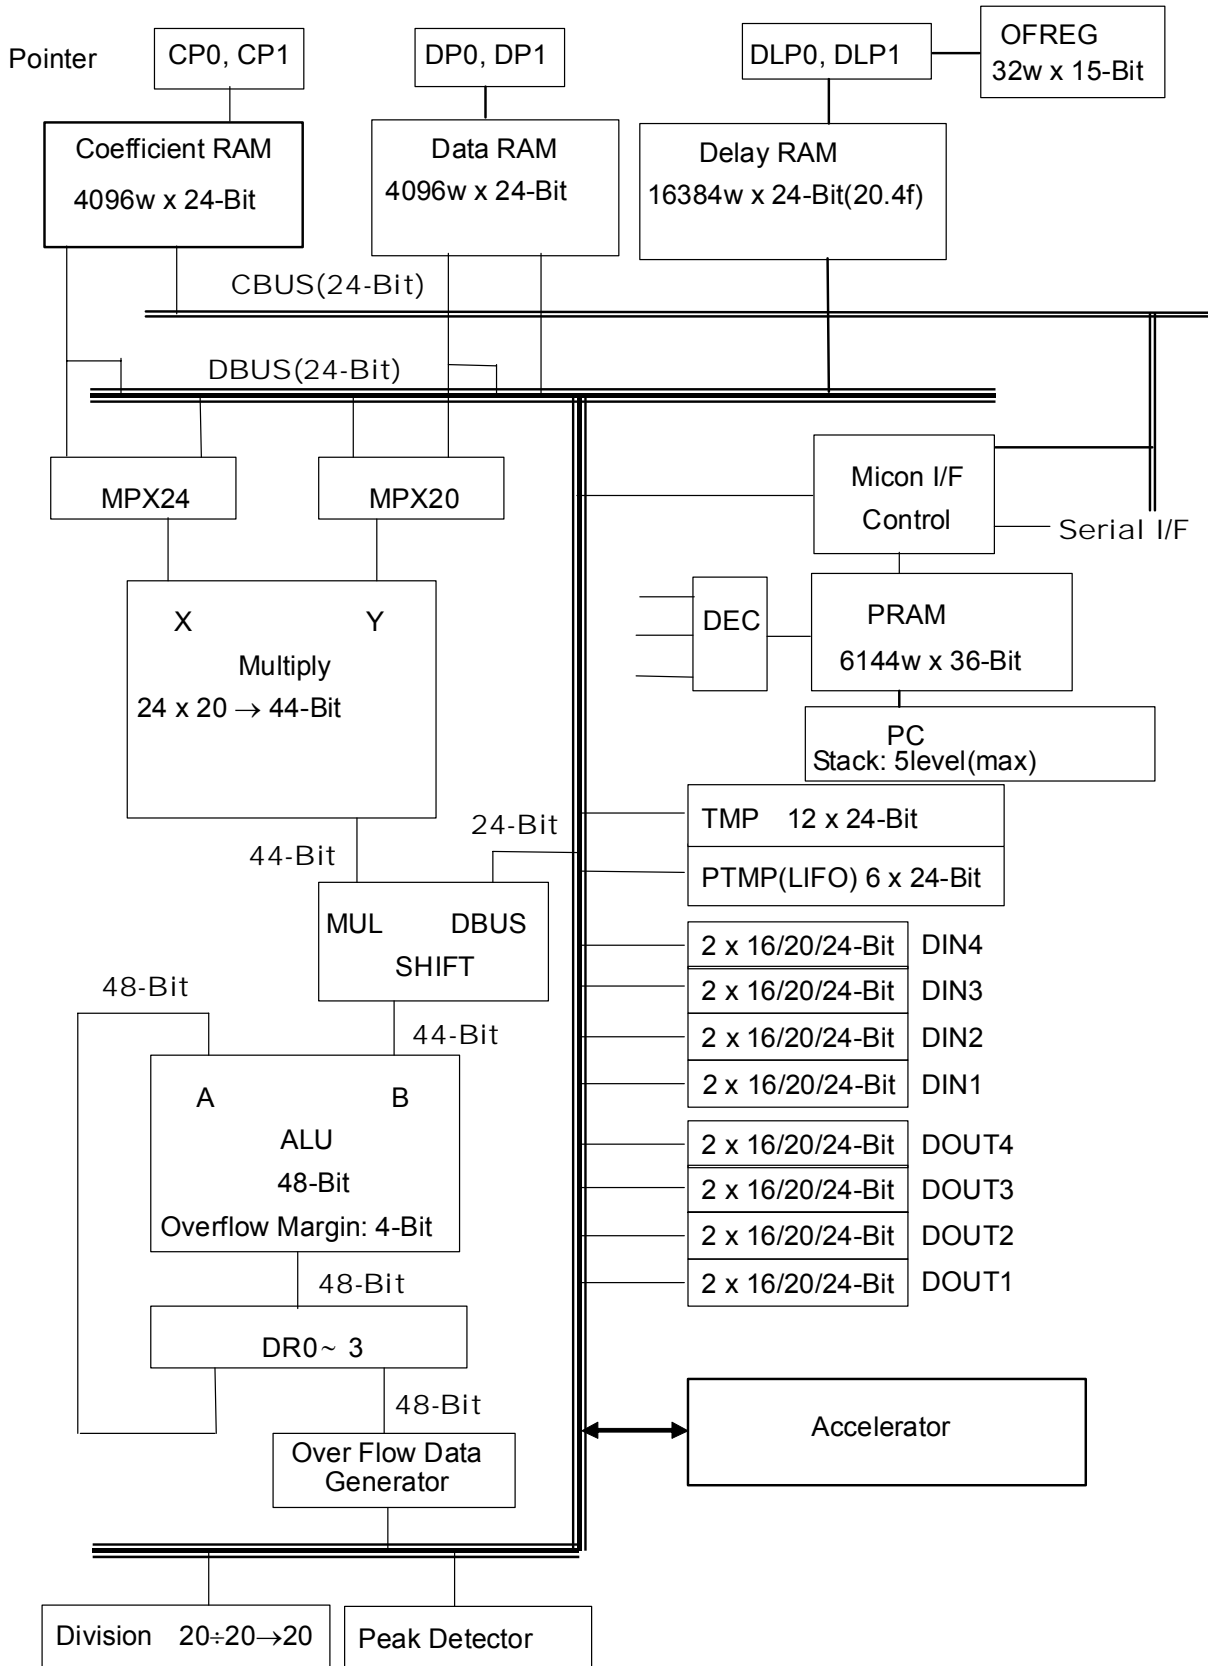 Pointer
CP0, CP1
DP0, DP1
DLP0, DLP1
OFREG
32w x 15-Bit
Coefficient RAM
4096w x 24-Bit
Data RAM
4096w x 24-Bit
Delay RAM
16384w x 24-Bit(20.4f)
CBUS(24-Bit)
DBUS(24-Bit)
MPX24
MPX20
Micon I/F
Control
Serial I/F
X
Y
Multiply
24 x 20 → 44-Bit
DEC
PRAM
6144w x 36-Bit
PC
Stack: 5level(max)
TMP 12 x 24-Bit
PTMP(LIFO) 6 x 24-Bit
24-Bit
44-Bit
MUL
DBUS
SHIFT
2 x 16/20/24-Bit DIN4
2 x 16/20/24-Bit DIN3
2 x 16/20/24-Bit DIN2
2 x 16/20/24-Bit DIN1
48-Bit
44-Bit
A
B
ALU
48-Bit
Overflow Margin: 4-Bit
2 x 16/20/24-Bit DOUT4
2 x 16/20/24-Bit DOUT3
2 x 16/20/24-Bit DOUT2
2 x 16/20/24-Bit DOUT1
48-Bit
DR0~ 3
48-Bit
Over Flow Data
Generator
Accelerator
Division 20÷20→20
Peak Detector